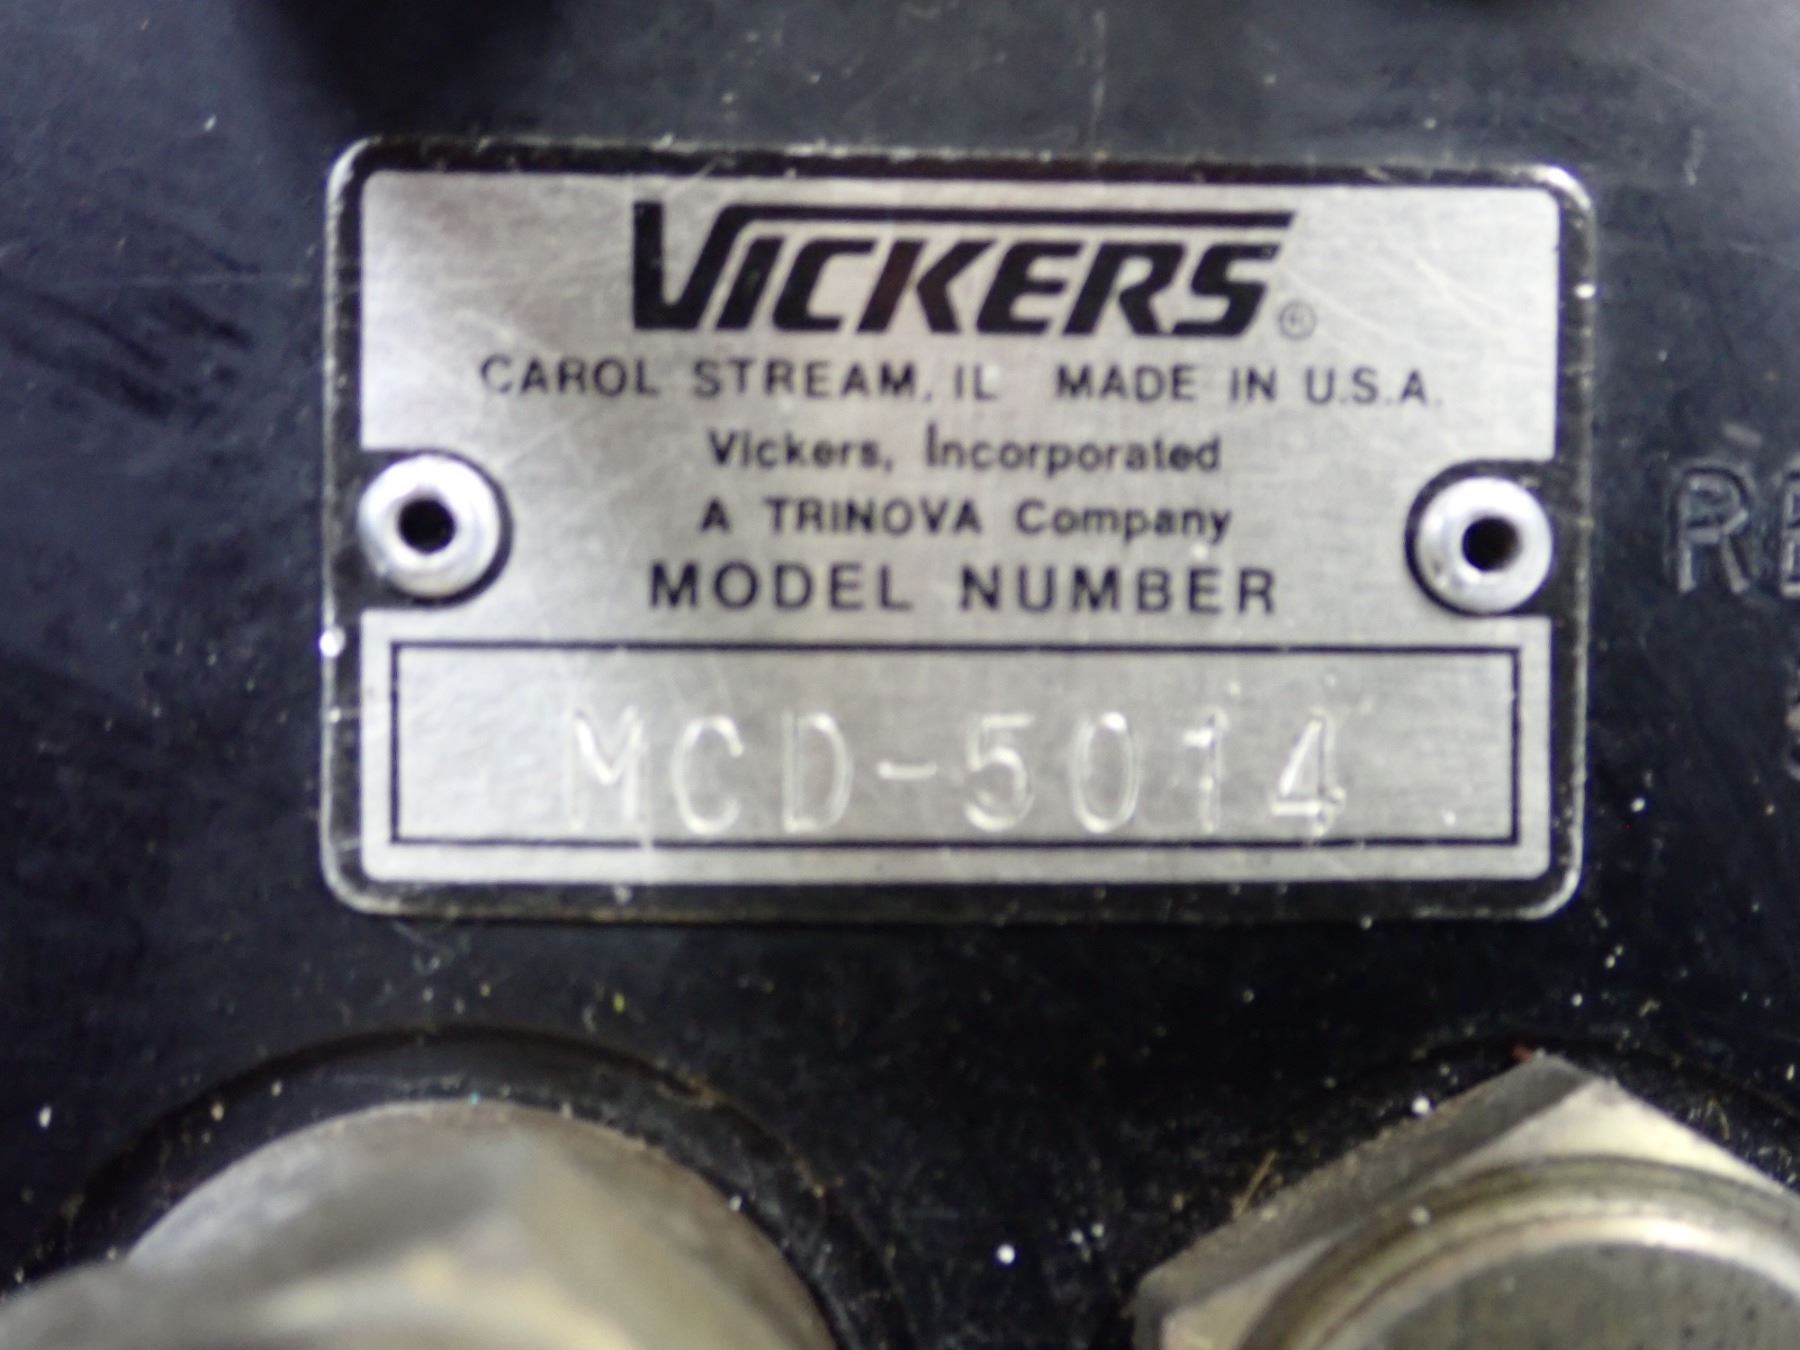 VICKERS®
CAROL STREAM, IL MADE IN U.S.A.
Vickers, Incorporated
A TRINOVA Company
MODEL NUMBER
MCD-5014